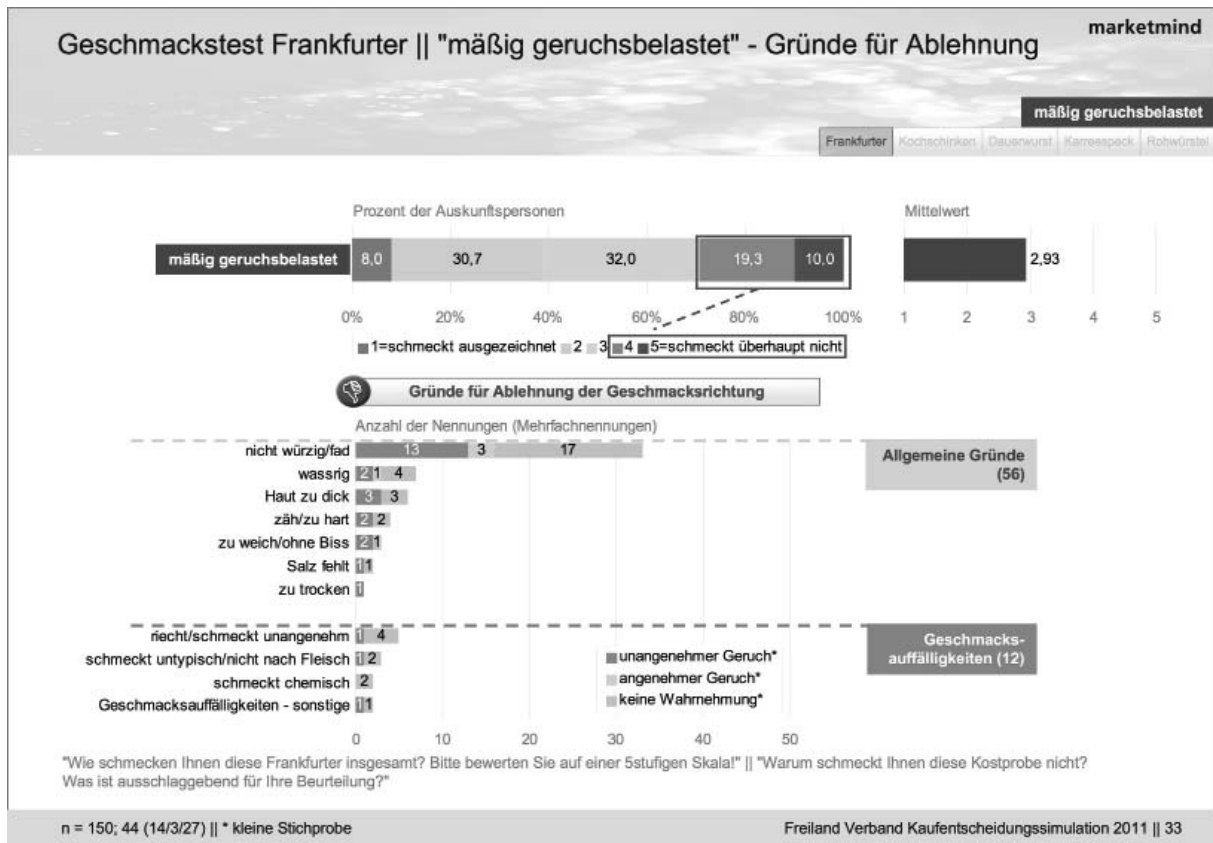 marketmind
Geschmackstest Frankfurter || "mäßig geruchsbelastet" - Gründe für Ablehnung
mäßig geruchsbelastet
Frankfurter Kochschinken Dauerwurst Karreespeck Rohwürstel
Prozent der Auskunftspersonen Mittelwert
mäßig geruchsbelastet 8,0 30,7 32,0 19,3 10,0 2,93
0% 20% 40% 60% 80% 100% 1 2 3 4 5
1=schmeckt ausgezeichnet 2 3 4 5=schmeckt überhaupt nicht
Gründe für Ablehnung der Geschmacksrichtung
Anzahl der Nennungen (Mehrfachnennungen)
nicht würzig/fad 13 3 17
Allgemeine Gründe
(56)
wassrig 2 1 4
Haut zu dick 3 3
zäh/zu hart 2 2
zu weich/ohne Biss 2 1
Salz fehlt 1 1
zu trocken 1
riecht/schmeckt unangenehm 1 4
Geschmacks-
auffälligkeiten (12)
schmeckt untypisch/nicht nach Fleisch 1 2
schmeckt chemisch 2
Geschmacksauffälligkeiten - sonstige 1 1
unangenehmer Geruch*
angenehmer Geruch*
keine Wahrnehmung*
0 10 20 30 40 50
"Wie schmecken Ihnen diese Frankfurter insgesamt? Bitte bewerten Sie auf einer 5stufigen Skala!" || "Warum schmeckt Ihnen diese Kostprobe nicht?
Was ist ausschlaggebend für Ihre Beurteilung?"
n = 150; 44 (14/3/27) || * kleine Stichprobe
Freiland Verband Kaufentscheidungssimulation 2011 || 33